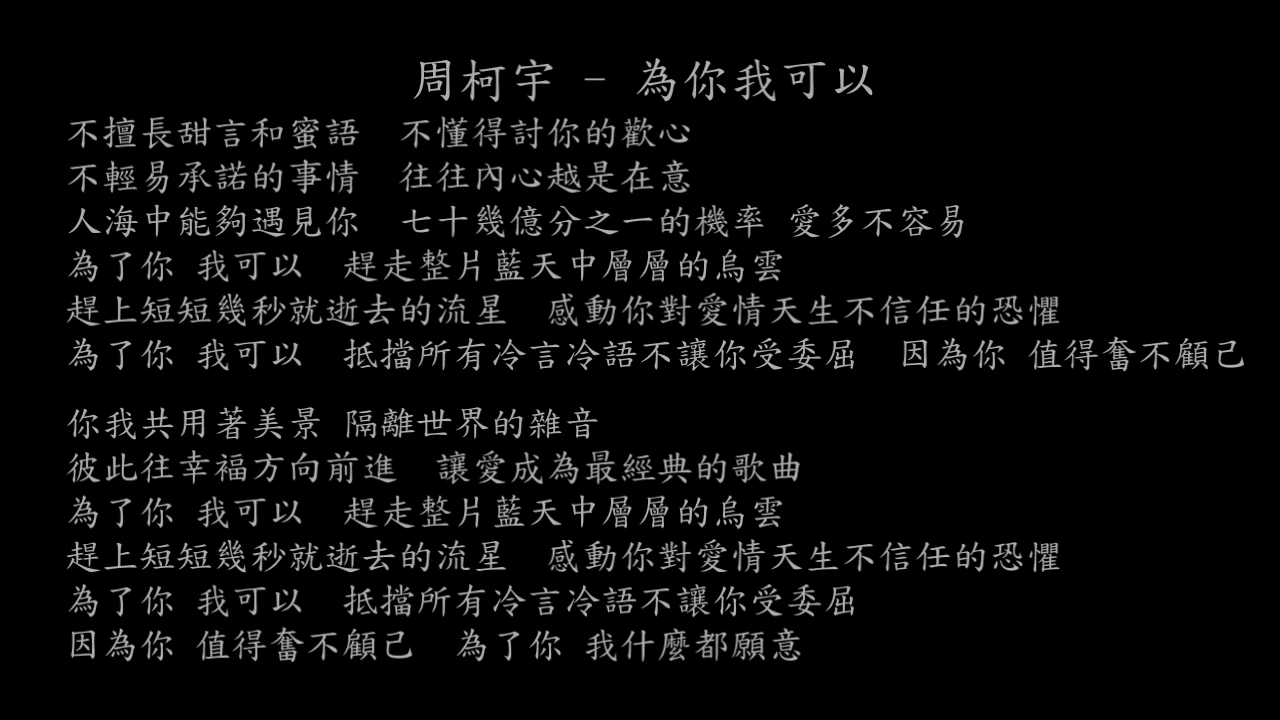 周柯宇 - 為你我可以
不擅長甜言和蜜語　不懂得討你的歡心
不輕易承諾的事情　往往內心越是在意
人海中能夠遇見你　七十幾億分之一的機率 愛多不容易
為了你 我可以　趕走整片藍天中層層的烏雲
趕上短短幾秒就逝去的流星　感動你對愛情天生不信任的恐懼
為了你 我可以　抵擋所有冷言冷語不讓你受委屈　因為你 值得奮不顧己
你我共用著美景 隔離世界的雜音
彼此往幸福方向前進　讓愛成為最經典的歌曲
為了你 我可以　趕走整片藍天中層層的烏雲
趕上短短幾秒就逝去的流星　感動你對愛情天生不信任的恐懼
為了你 我可以　抵擋所有冷言冷語不讓你受委屈
因為你 值得奮不顧己　為了你 我什麼都願意